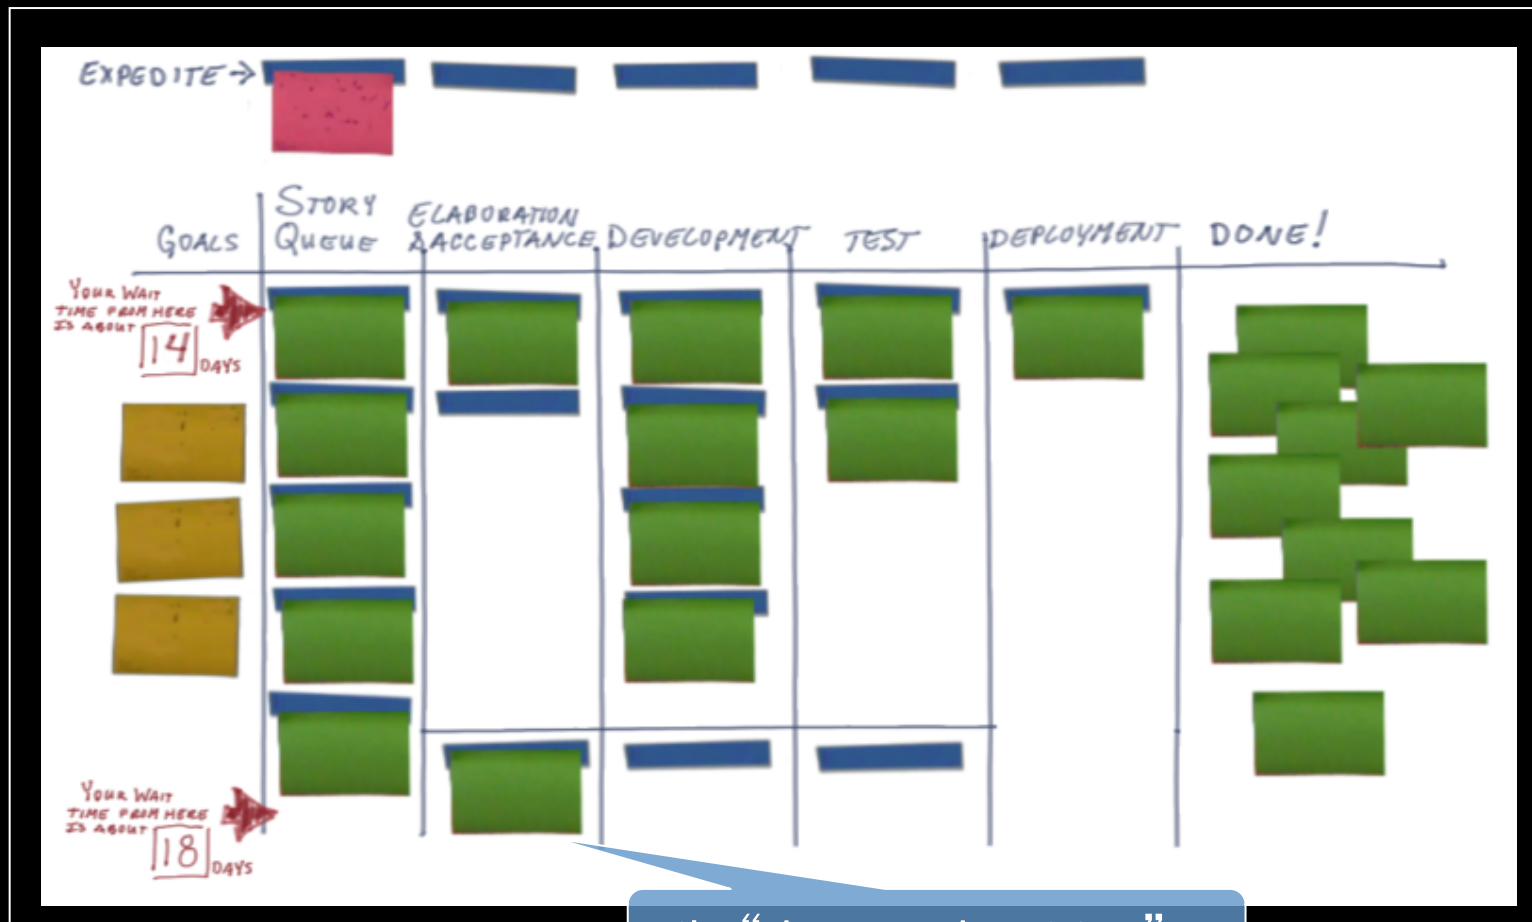 EXPEDITE →
STORY
QUEUE
GOALS
ELABORATION
& ACCEPTANCE
DEVELOPMENT
TEST
DEPLOYMENT
DONE!
YOUR WAIT
TIME FROM HERE
IS ABOUT
14
DAYS
YOUR WAIT
TIME FROM HERE
IS ABOUT
18
DAYS